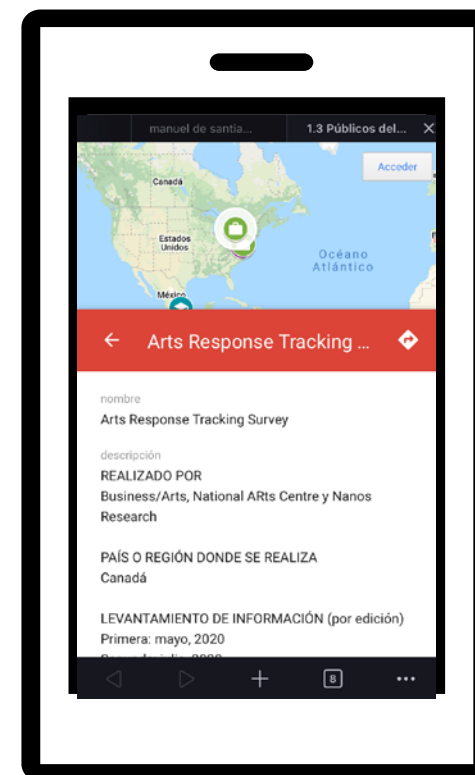 manuel de santia...
1.3 Públicos del...
Acceder
Canadá
Estados
Unidos
Océano
Atlántico
México
Arts Response Tracking ...
nombre
Arts Response Tracking Survey
descripción
REALIZADO POR
Business/Arts, National ARts Centre y Nanos
Research
PAÍS O REGIÓN DONDE SE REALIZA
Canadá
LEVANTAMIENTO DE INFORMACIÓN (por edición)
Primera: mayo, 2020
8